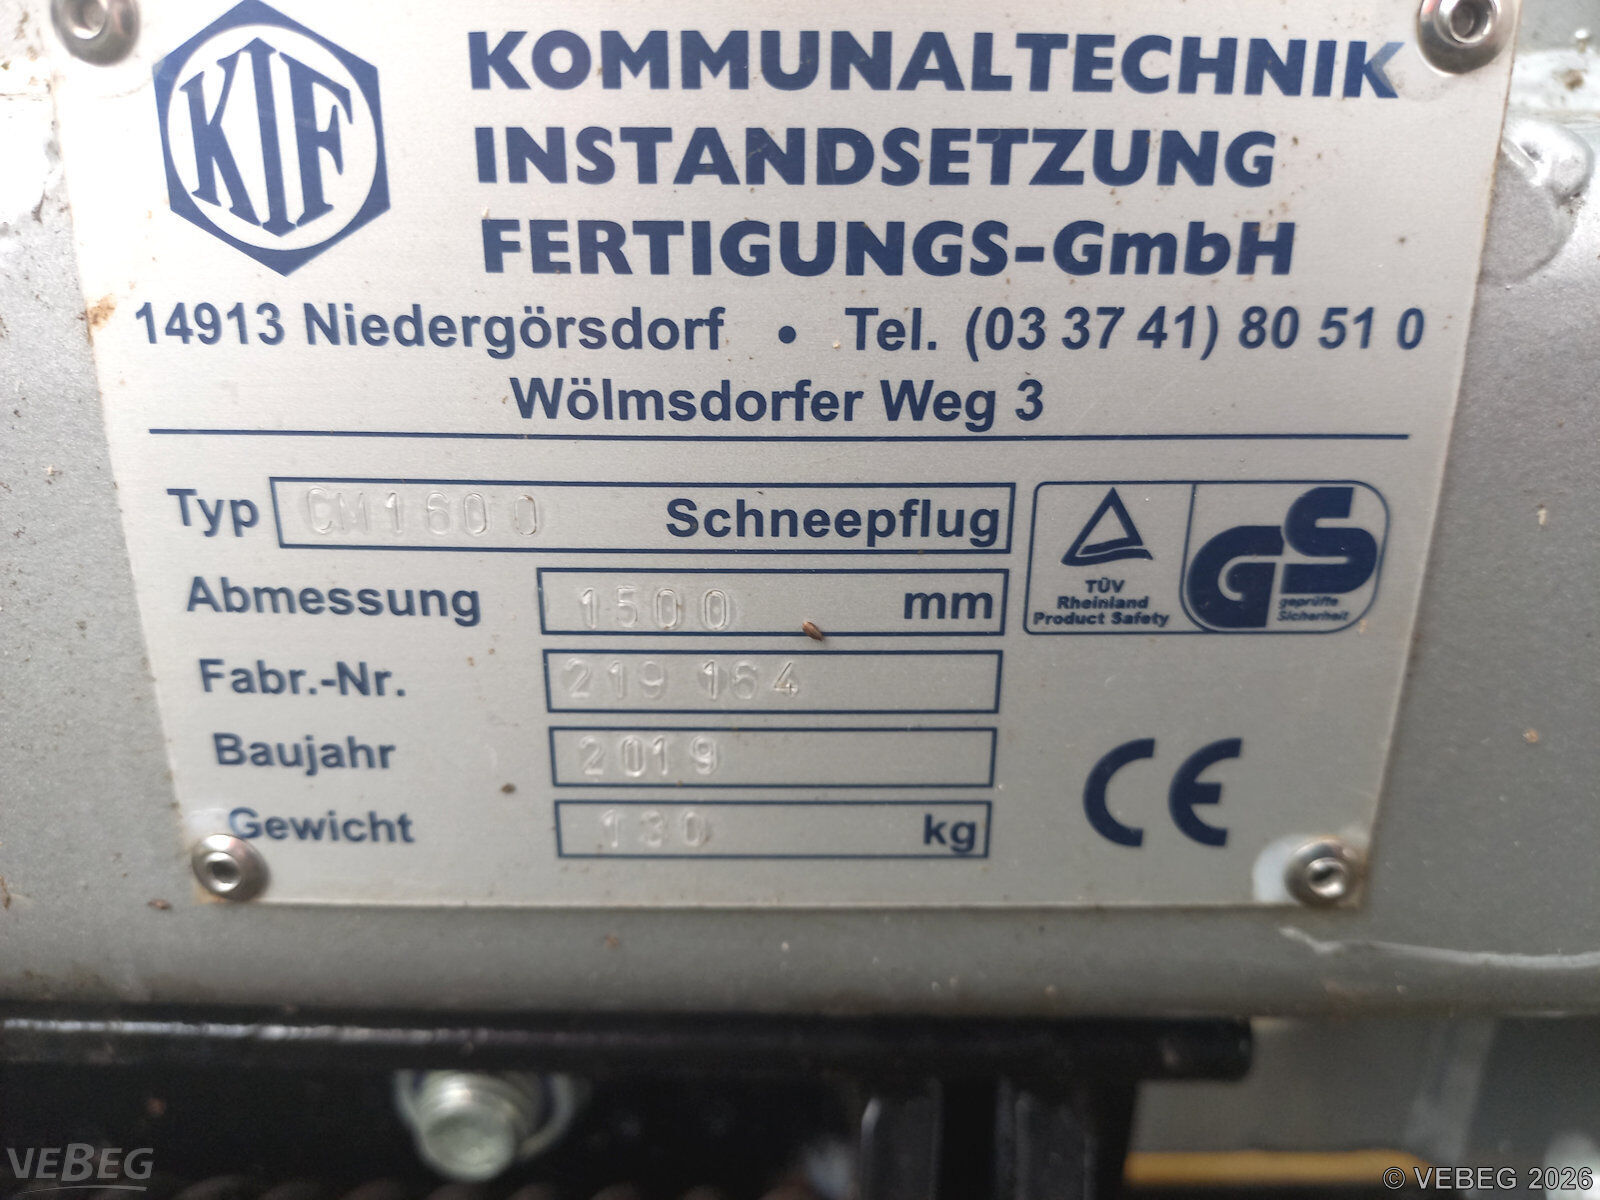 KIF
KOMMUNALTECHNIK
INSTANDSETZUNG
FERTIGUNGS-GmbH
14913 Niedergörsdorf • Tel. (03 37 41) 80 51 0
Wölmsdorfer Weg 3
Typ CM1600 Schneepflug
Abmessung 1500 mm
Fabr.-Nr. 219 164
Baujahr 2019
Gewicht 130 kg
TÜV
Rheinland
Product Safety
GS
geprüfte
Sicherheit
CE
VEBEG
© VEBEG 2026